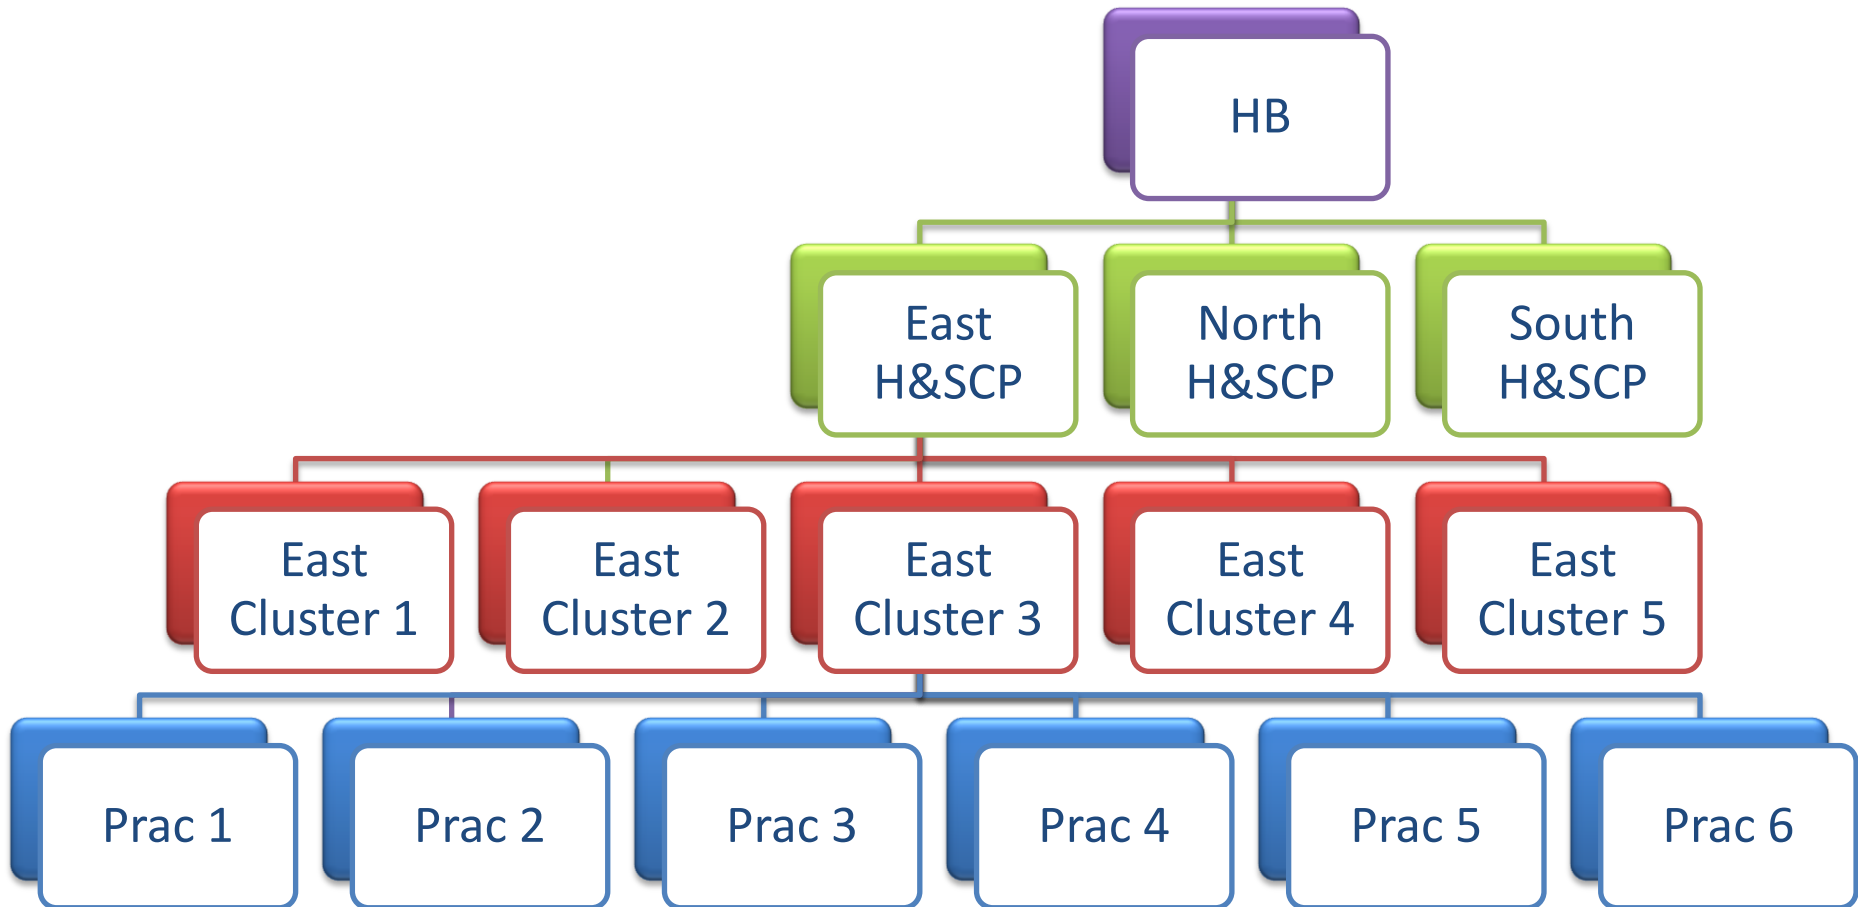 HB
East
H&SCP
North
H&SCP
South
H&SCP
East
Cluster 1
East
Cluster 2
East
Cluster 3
East
Cluster 4
East
Cluster 5
Prac 1
Prac 2
Prac 3
Prac 4
Prac 5
Prac 6